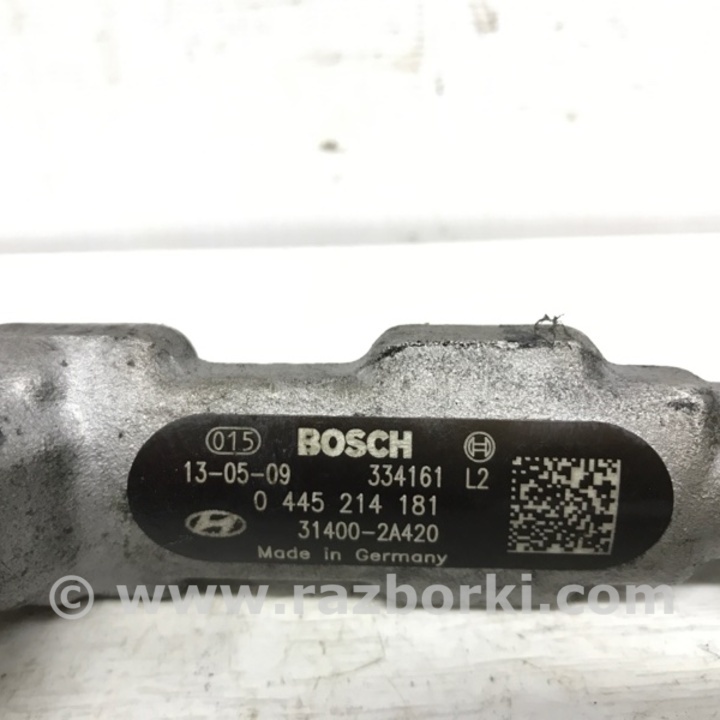 015 BOSCH
13-05-09 334161 L2
0 445 214 181
31400-2A420
Made in Germany
© www.razborki.com